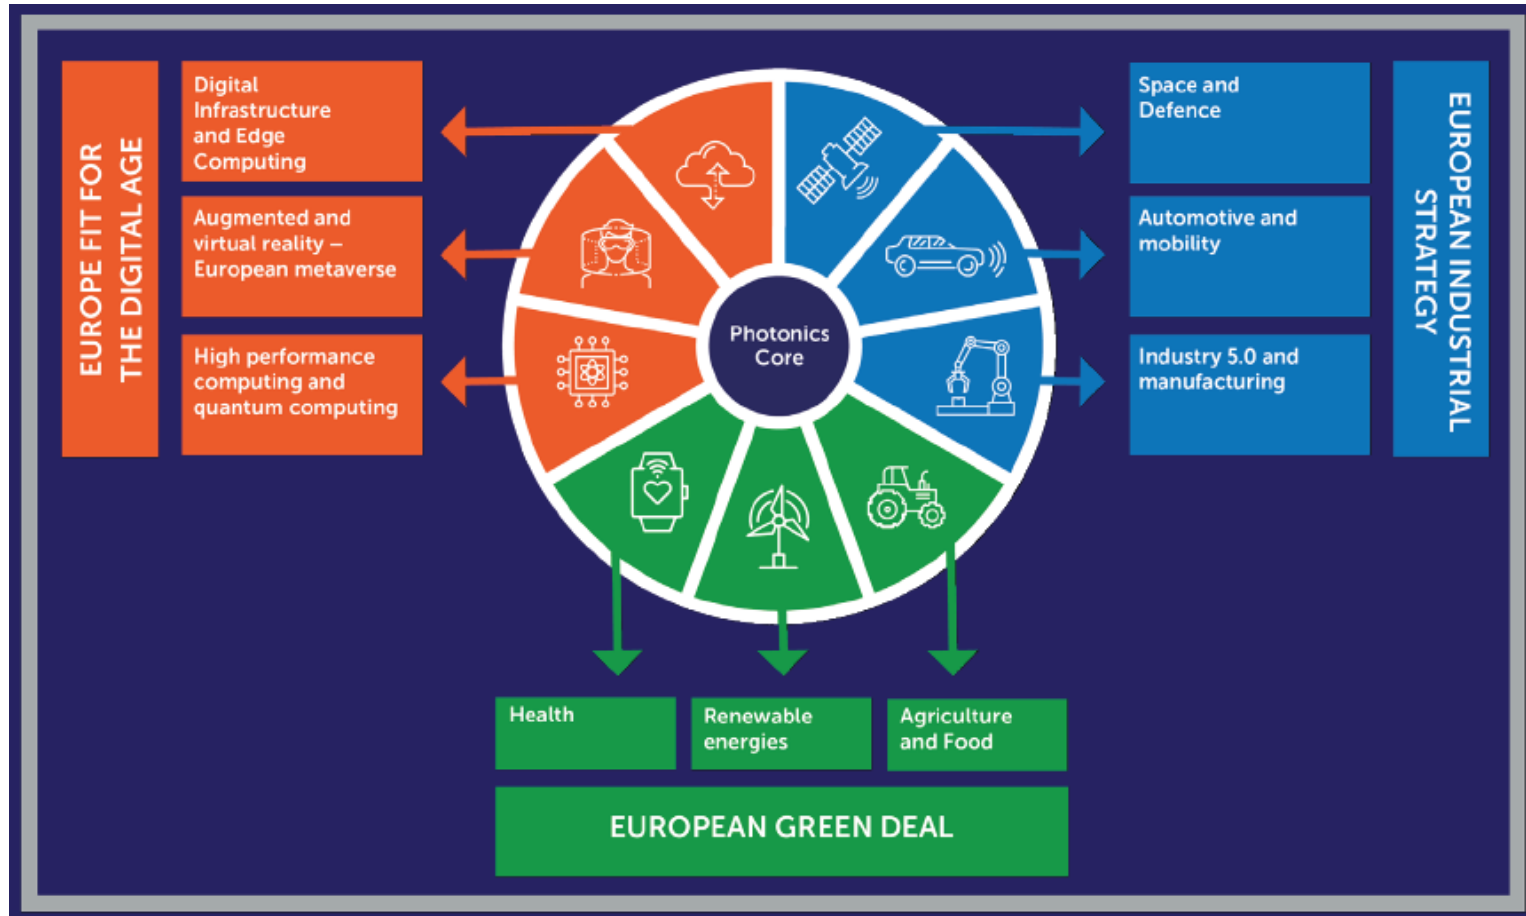 EUROPE FIT FOR
THE DIGITAL AGE
Digital
Infrastructure
and Edge
Computing
Augmented and
virtual reality –
European metaverse
High performance
computing and
quantum computing
Photonics
Core
Space and
Defence
Automotive and
mobility
Industry 5.0 and
manufacturing
EUROPEAN INDUSTRIAL
STRATEGY
Health
Renewable
energies
Agriculture
and Food
EUROPEAN GREEN DEAL